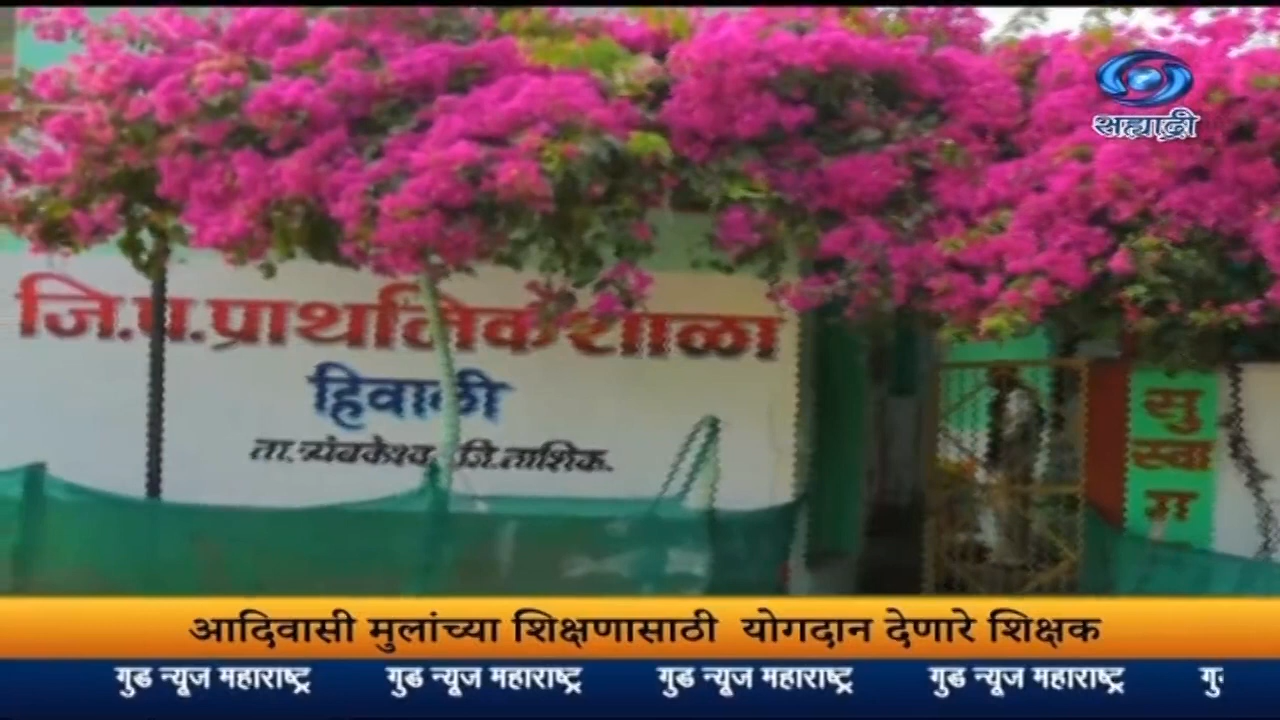 सह्याद्री
जि.प.प्राथमिक शाळा
हिवाळी
ता.त्र्यंबकेश्वर जि.नाशिक.
सु
स्वा
ग
आदिवासी मुलांच्या शिक्षणासाठी योगदान देणारे शिक्षक
गुड न्यूज महाराष्ट्र गुड न्यूज महाराष्ट्र गुड न्यूज महाराष्ट्र गुड न्यूज महाराष्ट्र गु